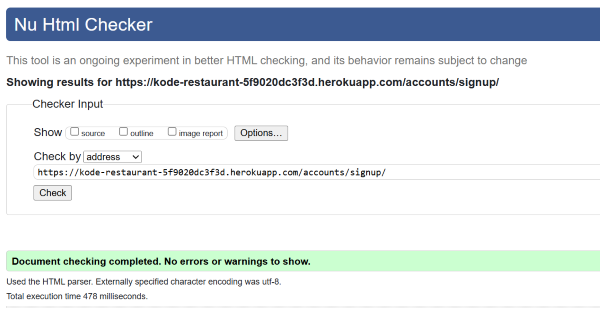 Nu Html Checker
This tool is an ongoing experiment in better HTML checking, and its behavior remains subject to change
Showing results for https://kode-restaurant-5f9020dc3f3d.herokuapp.com/accounts/signup/
Checker Input
Show source outline image report Options...
Check by address
https://kode-restaurant-5f9020dc3f3d.herokuapp.com/accounts/signup/
Check
Document checking completed. No errors or warnings to show.
Used the HTML parser. Externally specified character encoding was utf-8.
Total execution time 478 milliseconds.